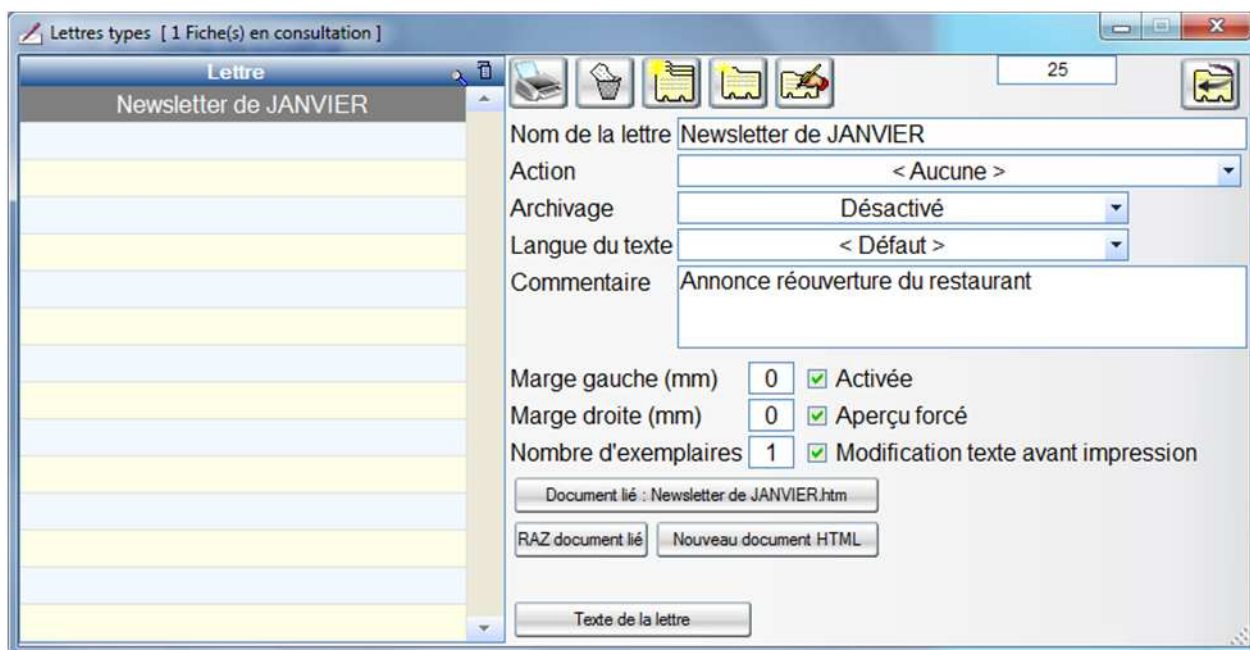 Lettres types [ 1 Fiche(s) en consultation ]
Lettre
Newsletter de JANVIER
25
Nom de la lettre Newsletter de JANVIER
Action < Aucune >
Archivage Désactivé
Langue du texte < Défaut >
Commentaire Annonce réouverture du restaurant
Marge gauche (mm) 0 Activée
Marge droite (mm) 0 Aperçu forcé
Nombre d'exemplaires 1 Modification texte avant impression
Document lié : Newsletter de JANVIER.htm
RAZ document lié Nouveau document HTML
Texte de la lettre